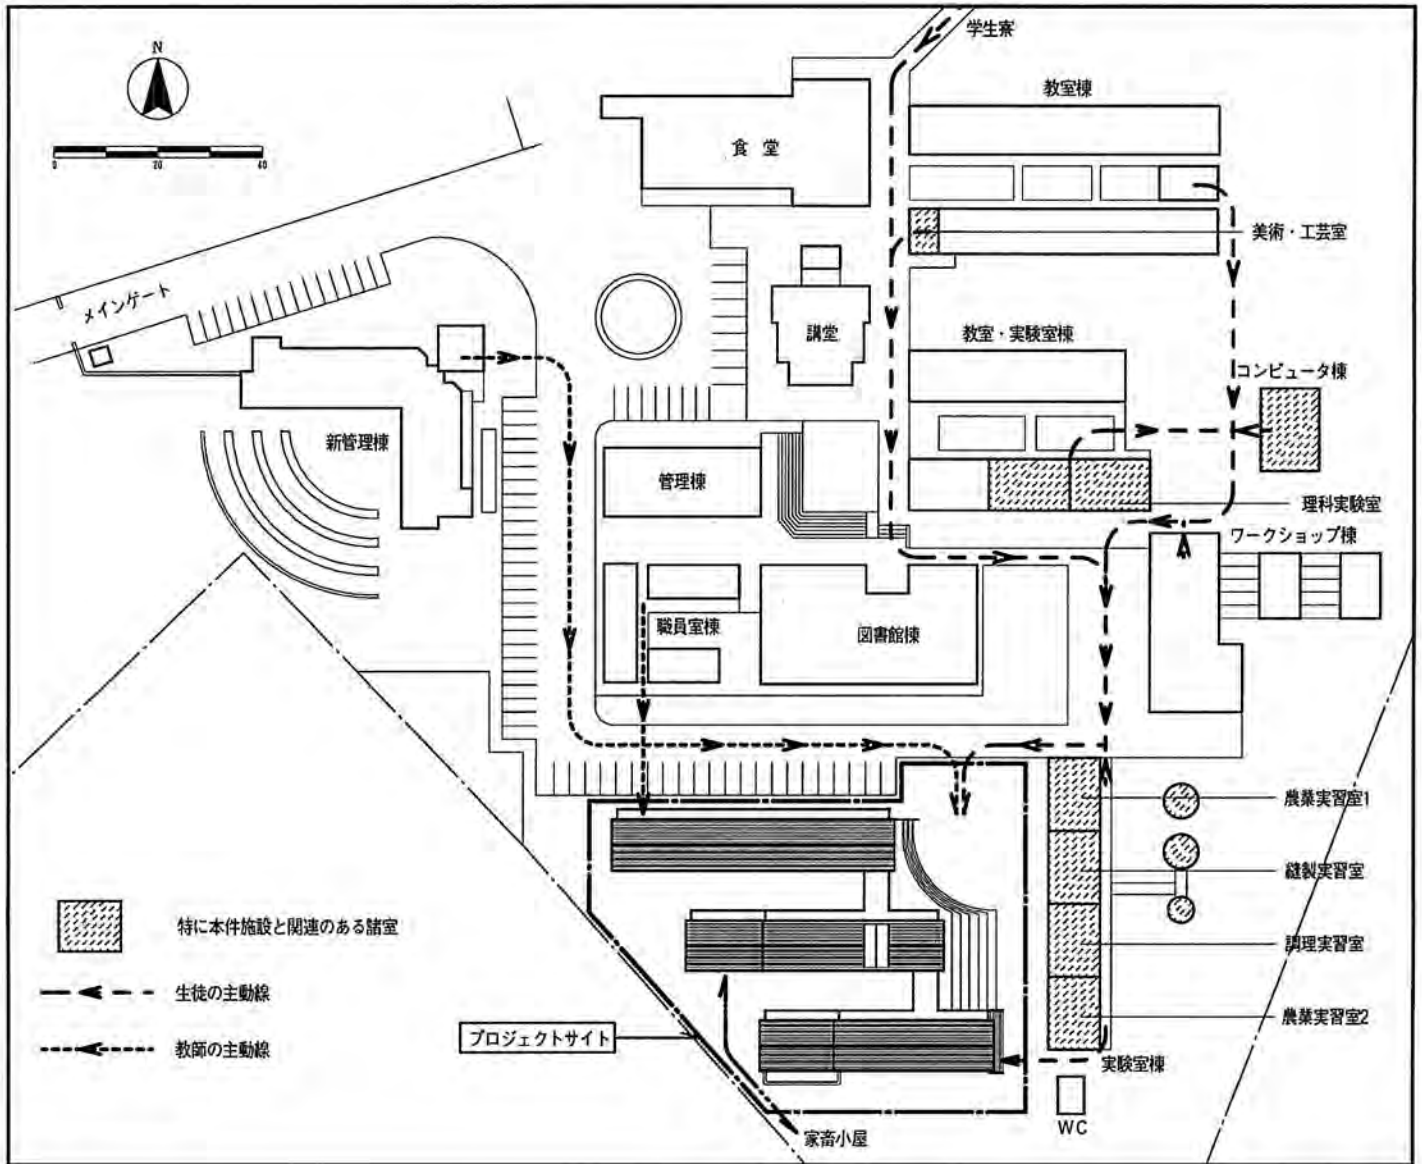 学生寮
N
教室棟
食 堂
0 20 40
美術・工芸室
メインゲート
講堂
教室・実験室棟
コンピュータ棟
新管理棟
管理棟
理科実験室
ワークショップ棟
職員室棟
図書館棟
農業実習室1
縫製実習室
特に本件施設と関連のある諸室
調理実習室
生徒の主動線
農業実習室2
プロジェクトサイト
教師の主動線
実験室棟
WC
家畜小屋